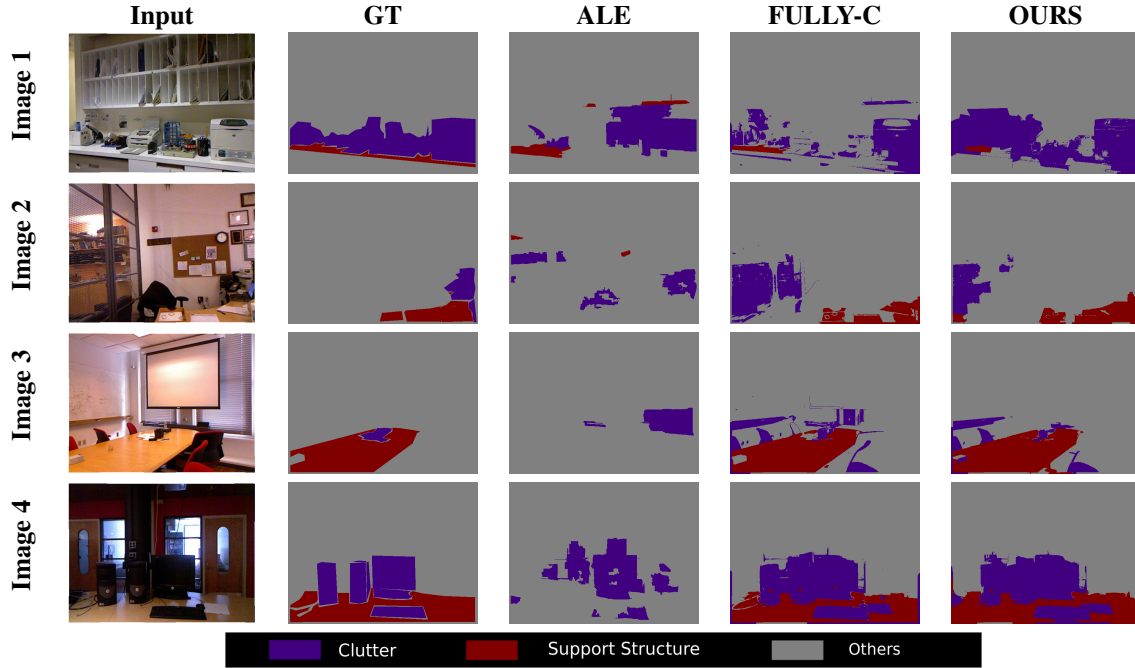 Input GT ALE FULLY-C OURS
Image 1
Image 2
Image 3
Image 4
Clutter Support Structure Others